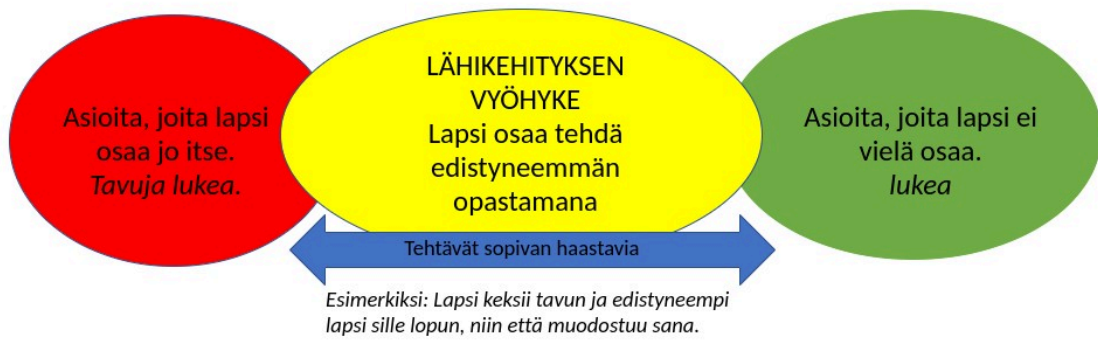 Asioita, joita lapsi
osaa jo itse.
Tavuja lukea.
LÄHIKEHITYKSEN
VYÖHYKE
Lapsi osaa tehdä
edistyneemmän
opastamana
Asioita, joita lapsi ei
vielä osaa.
lukea
Tehtävät sopivan haastavia
Esimerkiksi: Lapsi keksii tavun ja edistyneempi
lapsi sille lopun, niin että muodostuu sana.